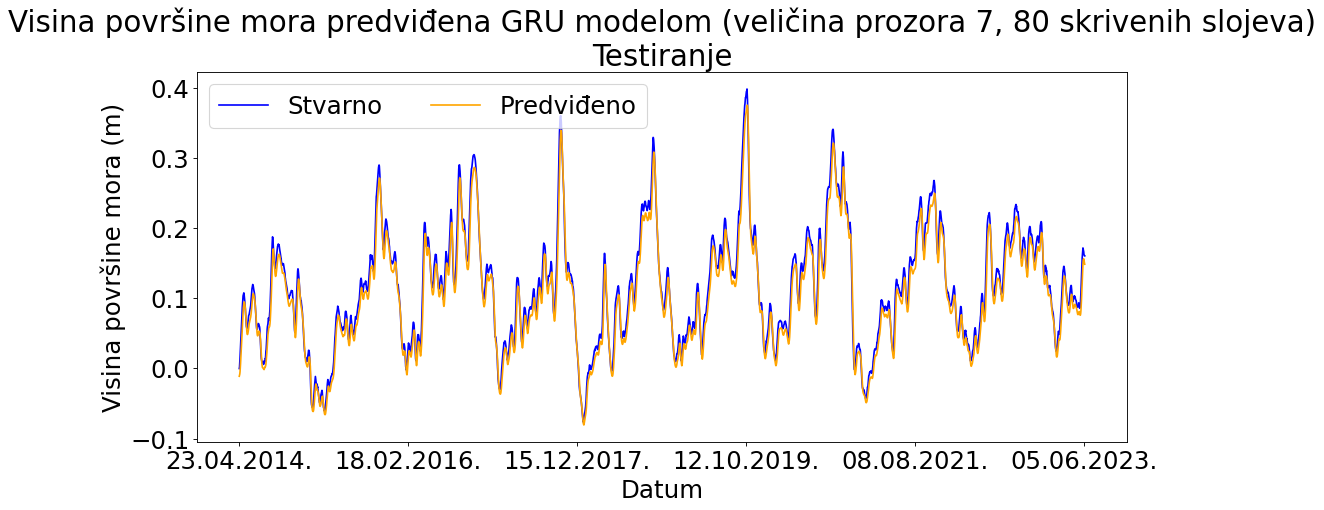 Visina površine mora predviđena GRU modelom (veličina prozora 7, 80 skrivenih slojeva)
Testiranje
Stvarno Predviđeno
Visina površine mora (m)
0.4
0.3
0.2
0.1
0.0
−0.1
23.04.2014. 18.02.2016. 15.12.2017. 12.10.2019. 08.08.2021. 05.06.2023.
Datum